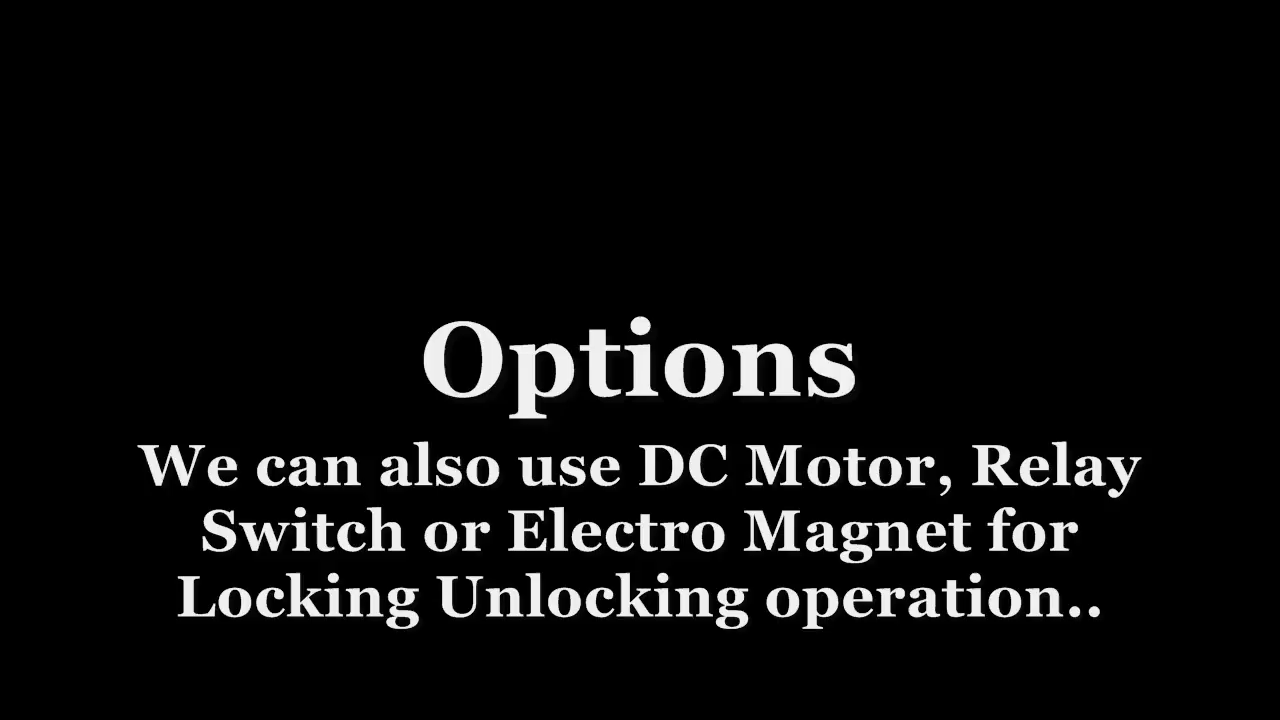 Options
We can also use DC Motor, Relay
Switch or Electro Magnet for
Locking Unlocking operation..